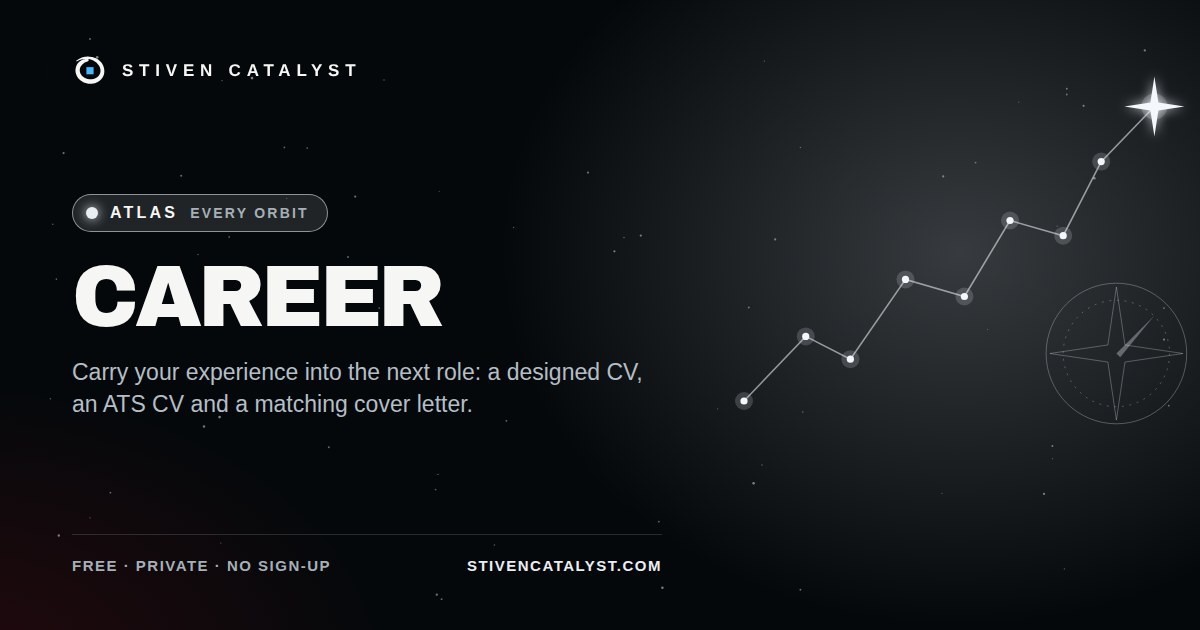 STIVEN CATALYST
ATLAS EVERY ORBIT
CAREER
Carry your experience into the next role: a designed CV,
an ATS CV and a matching cover letter.
FREE · PRIVATE · NO SIGN-UP
STIVENCATALYST.COM